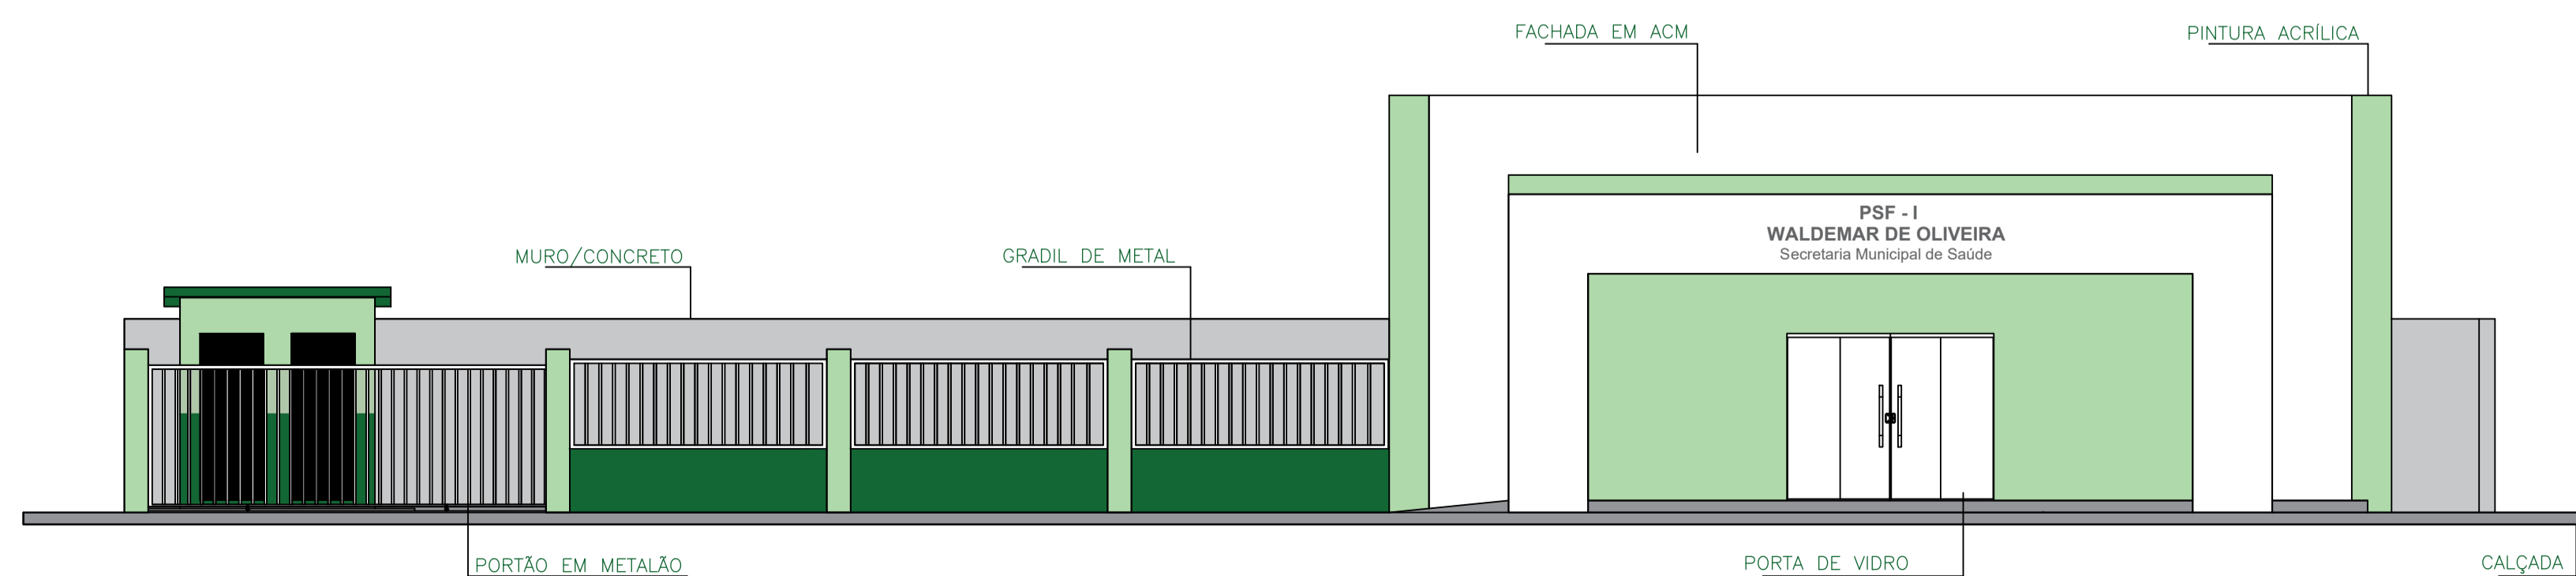 FACHADA EM ACM
PINTURA ACRÍLICA
PSF - I
WALDEMAR DE OLIVEIRA
Secretaria Municipal de Saúde
MURO/CONCRETO
GRADIL DE METAL
PORTÃO EM METALÃO
PORTA DE VIDRO
CALÇADA